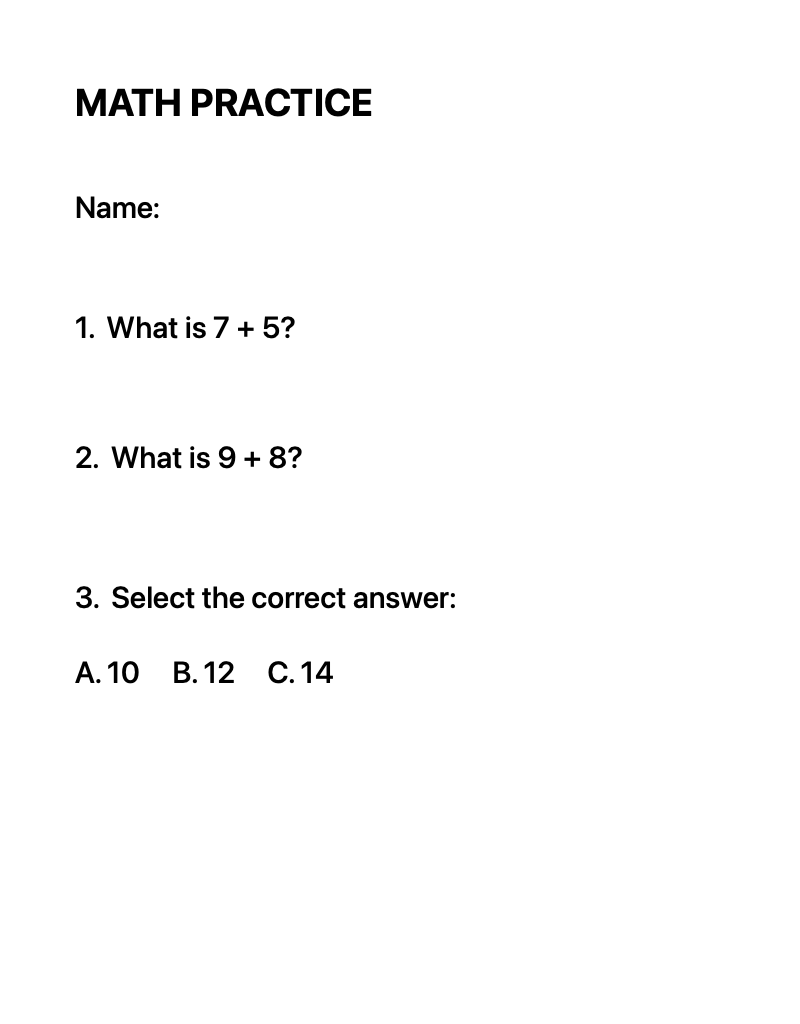 MATH PRACTICE
Name:
1. What is 7 + 5?
2. What is 9 + 8?
3. Select the correct answer:
A. 10 B. 12 C. 14